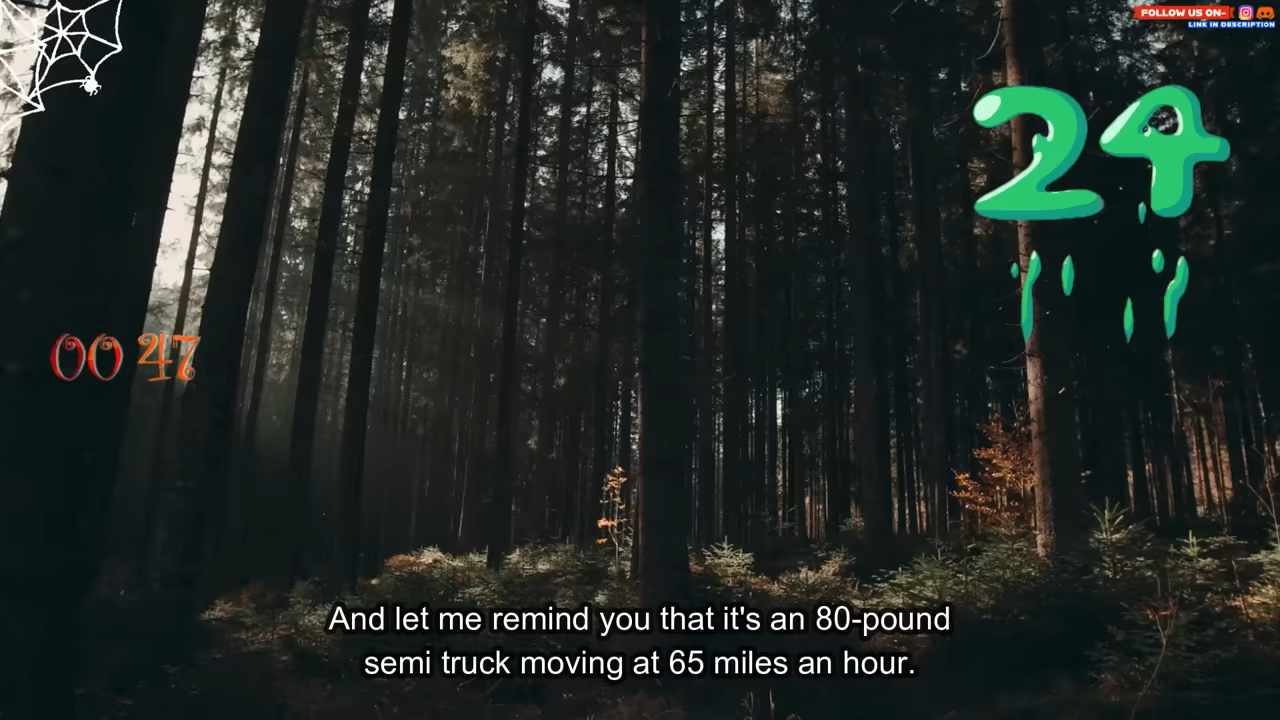 FOLLOW US ON-
LINK IN DESCRIPTION
24
00 47
And let me remind you that it's an 80-pound
semi truck moving at 65 miles an hour.